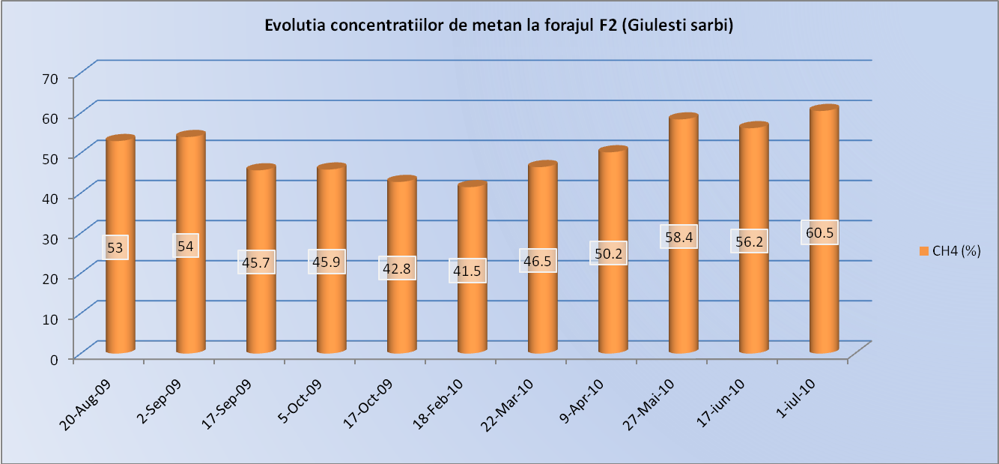 Evolutia concentratiilor de metan la forajul F2 (Giulesti sarbi)
70
60
50
40
30
20
10
0
53
54
45.7
45.9
42.8
41.5
46.5
50.2
58.4
56.2
60.5
20-Aug-09
2-Sep-09
17-Sep-09
5-Oct-09
17-Oct-09
18-Feb-10
22-Mar-10
9-Apr-10
27-Mai-10
17-iun-10
1-iul-10
CH4 (%)